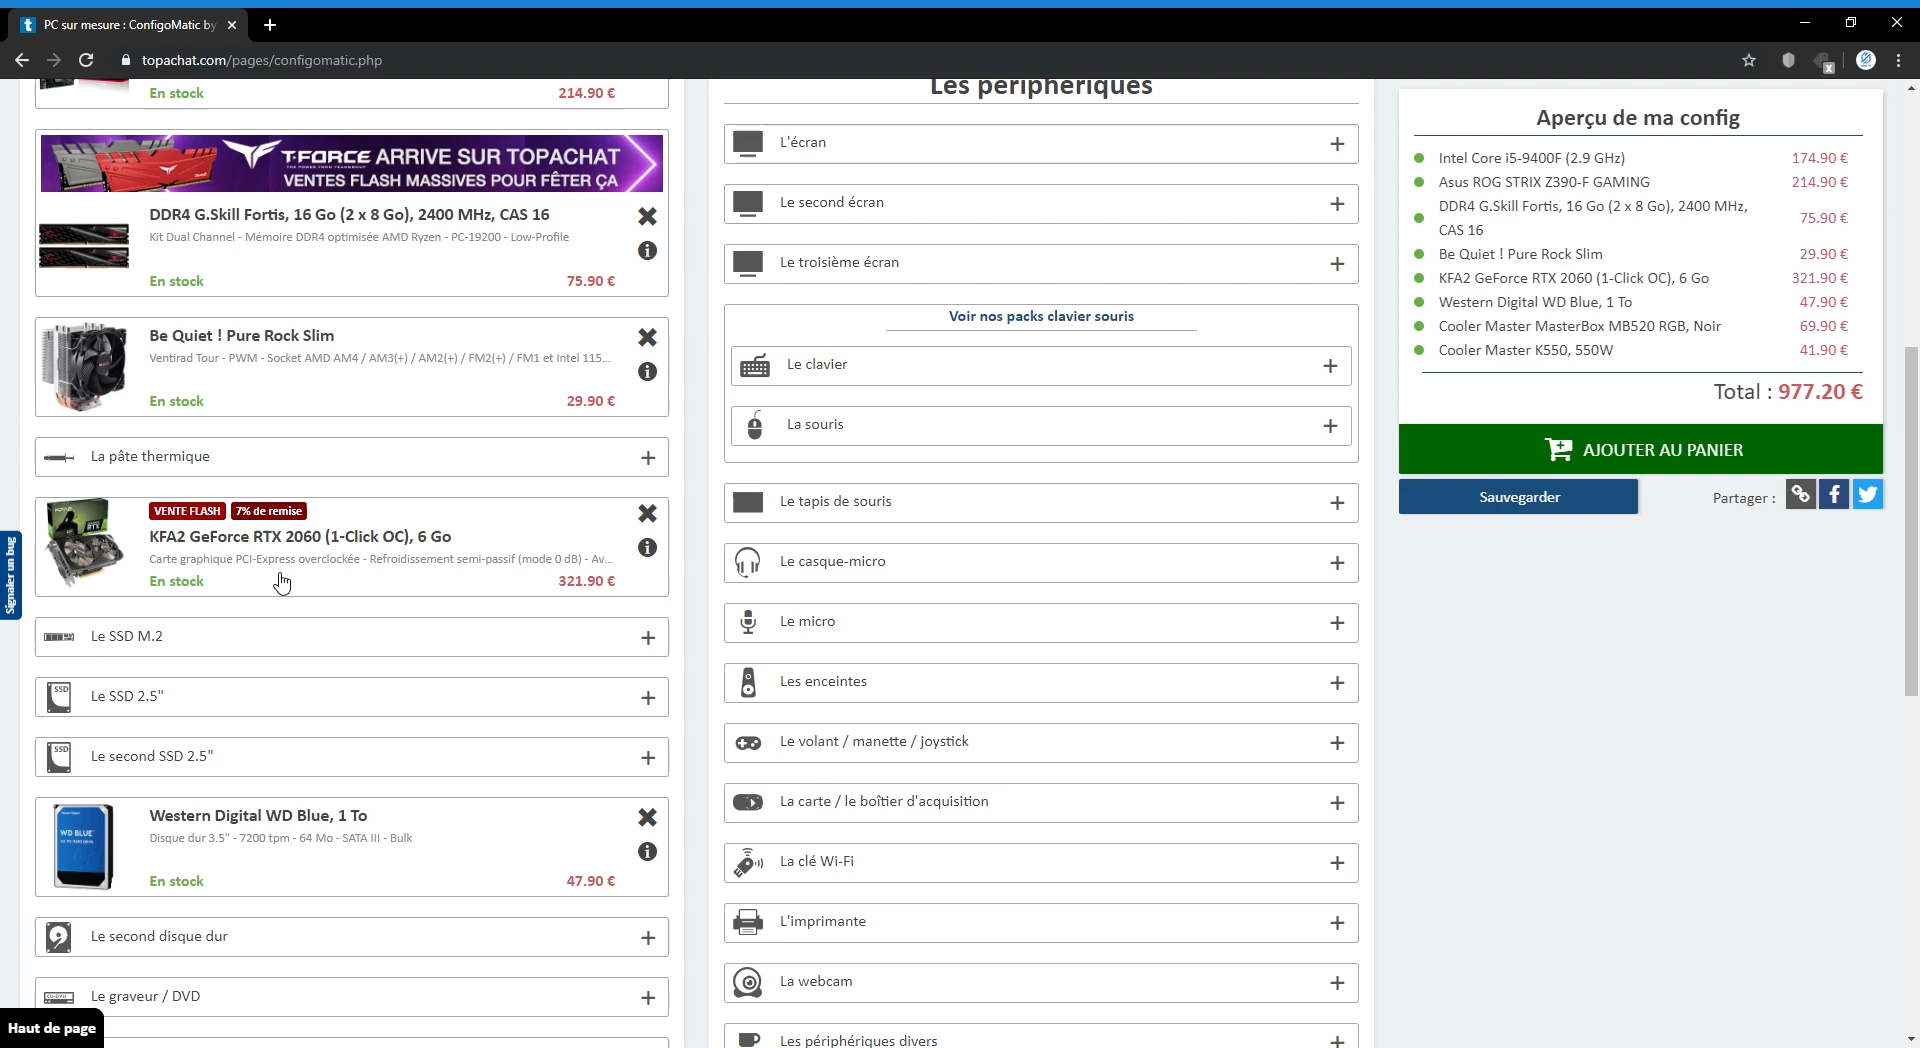 PC sur mesure : ConfigoMatic by
topachat.com/pages/configomatic.php
En stock
214.90 €
T-FORCE ARRIVE SUR TOPACHAT
VENTES FLASH MASSIVES POUR FÊTER ÇA
DDR4 G.Skill Fortis, 16 Go (2 x 8 Go), 2400 MHz, CAS 16
Kit Dual Channel - Mémoire DDR4 optimisée AMD Ryzen - PC-19200 - Low-Profile
En stock
75.90 €
Be Quiet ! Pure Rock Slim
Ventirad Tour - PWM - Socket AMD AM4 / AM3(+) / AM2(+) / FM2(+) / FM1 et Intel 115...
En stock
29.90 €
La pâte thermique
VENTE FLASH
7% de remise
KFA2 GeForce RTX 2060 (1-Click OC), 6 Go
Carte graphique PCI-Express overclockée - Refroidissement semi-passif (mode 0 dB) - Av...
En stock
321.90 €
Signaler un bug
Le SSD M.2
SSD
Le SSD 2.5"
SSD
Le second SSD 2.5"
WD BLUE
Western Digital WD Blue, 1 To
Disque dur 3.5" - 7200 tpm - 64 Mo - SATA III - Bulk
En stock
47.90 €
Le second disque dur
Le graveur / DVD
Haut de page
Les périphériques
L'écran
Le second écran
Le troisième écran
Voir nos packs clavier souris
Le clavier
La souris
Le tapis de souris
Le casque-micro
Le micro
Les enceintes
Le volant / manette / joystick
La carte / le boîtier d'acquisition
La clé Wi-Fi
L'imprimante
La webcam
Les périphériques divers
Aperçu de ma config
Intel Core i5-9400F (2.9 GHz) 174.90 €
Asus ROG STRIX Z390-F GAMING 214.90 €
DDR4 G.Skill Fortis, 16 Go (2 x 8 Go), 2400 MHz,
CAS 16 75.90 €
Be Quiet ! Pure Rock Slim 29.90 €
KFA2 GeForce RTX 2060 (1-Click OC), 6 Go 321.90 €
Western Digital WD Blue, 1 To 47.90 €
Cooler Master MasterBox MB520 RGB, Noir 69.90 €
Cooler Master K550, 550W 41.90 €
Total : 977.20 €
AJOUTER AU PANIER
Sauvegarder
Partager :